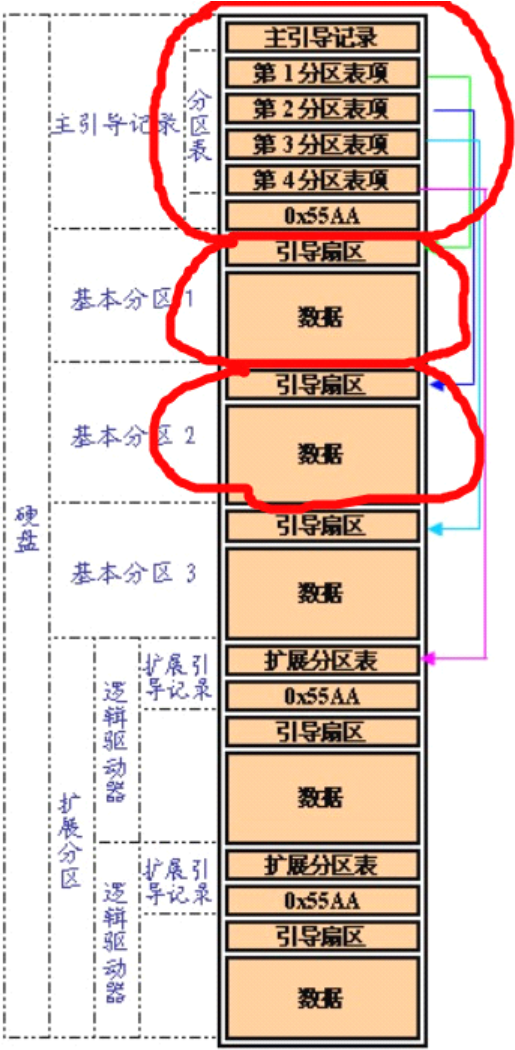 主引导记录
第1分区表项
第2分区表项
第3分区表项
第4分区表项
0x55AA
主引导记录
分区表
引导扇区
数据
基本分区 1
引导扇区
数据
基本分区 2
引导扇区
数据
基本分区 3
硬盘
扩展分区
逻辑驱动器
扩展引
导记录
扩展分区表
0x55AA
引导扇区
数据
逻辑驱动器
扩展引
导记录
扩展分区表
0x55AA
引导扇区
数据